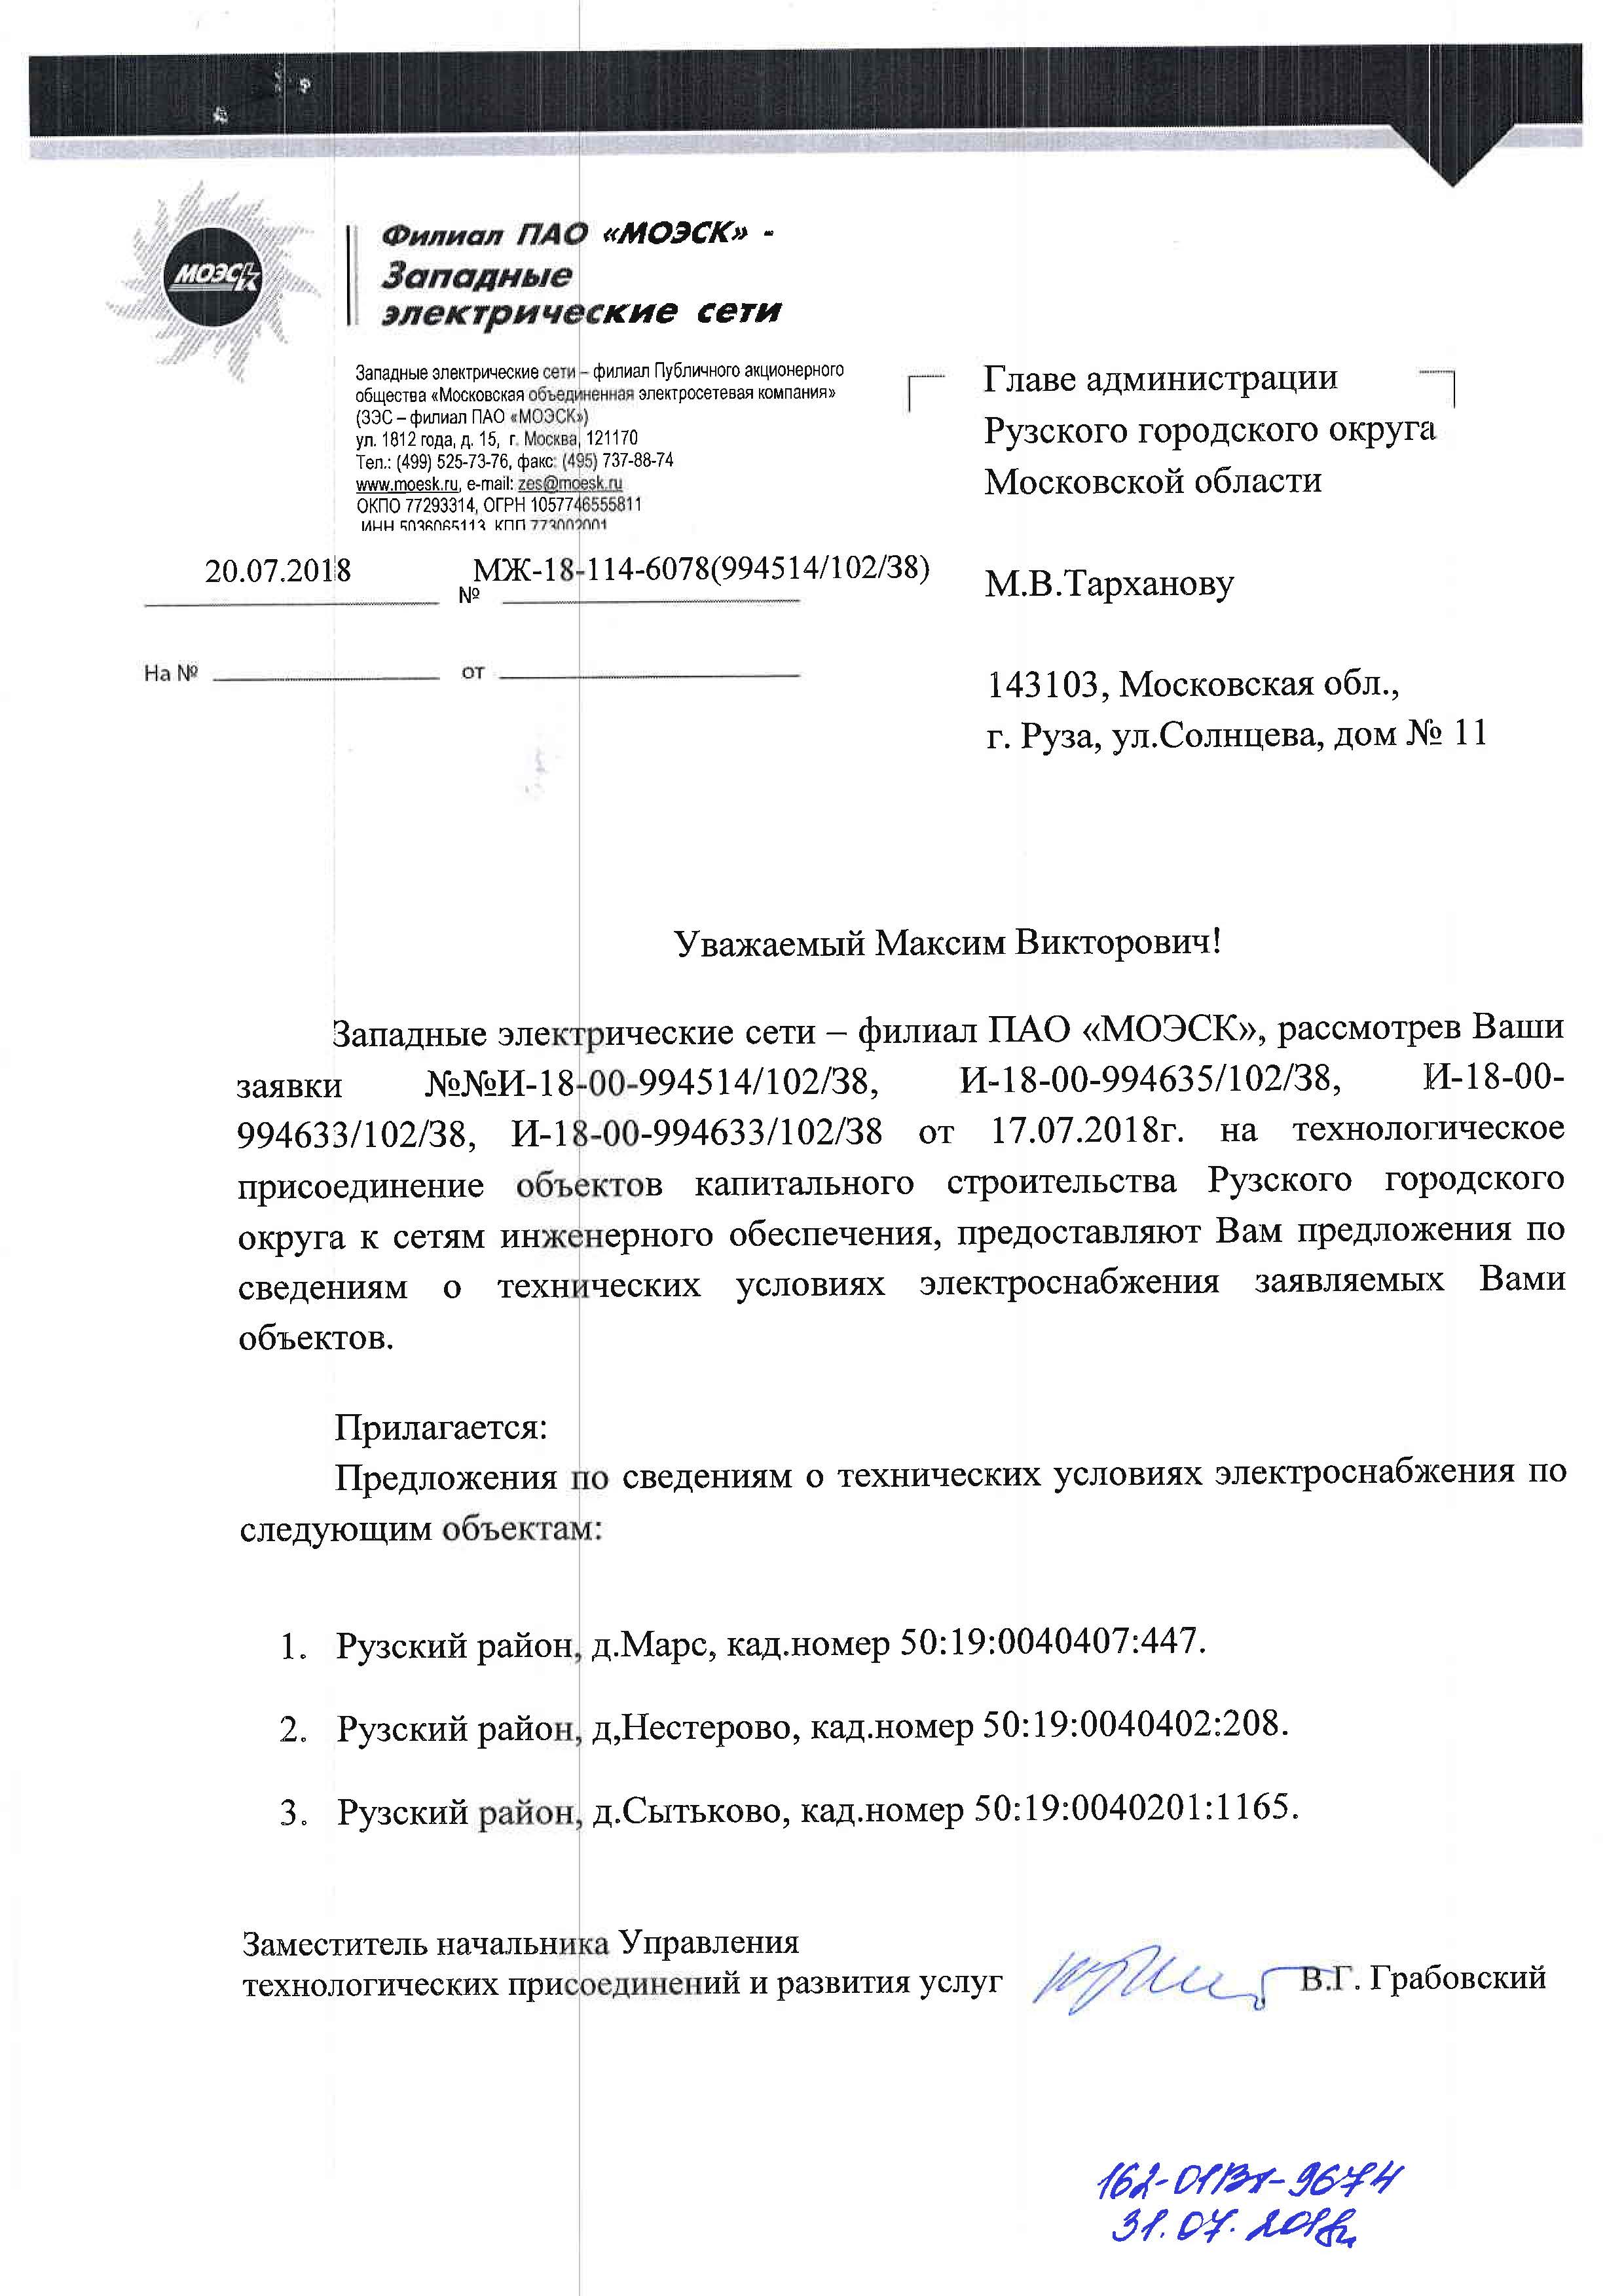 МОЭСК
Филиал ПАО «МОЭСК» -
Западные
электрические сети
Западные электрические сети – филиал Публичного акционерного
общества «Московская объединенная электросетевая компания»
(ЗЭС – филиал ПАО «МОЭСК»)
ул. 1812 года, д. 15, г. Москва, 121170
Тел.: (499) 525-73-76, факс: (495) 737-88-74
www.moesk.ru, e-mail: zes@moesk.ru
ОКПО 77293314, ОГРН 1057746555811
ИНН 5036065113, КПП 773002001
20.07.2018 № МЖ-18-114-6078(994514/102/38)
На № от
Главе администрации
Рузского городского округа
Московской области
М.В.Тарханову
143103, Московская обл.,
г. Руза, ул.Солнцева, дом № 11
Уважаемый Максим Викторович!
Западные электрические сети – филиал ПАО «МОЭСК», рассмотрев Ваши
заявки №№И-18-00-994514/102/38, И-18-00-994635/102/38, И-18-00-
994633/102/38, И-18-00-994633/102/38 от 17.07.2018г. на технологическое
присоединение объектов капитального строительства Рузского городского
округа к сетям инженерного обеспечения, предоставляют Вам предложения по
сведениям о технических условиях электроснабжения заявляемых Вами
объектов.
Прилагается:
Предложения по сведениям о технических условиях электроснабжения по
следующим объектам:
1. Рузский район, д.Марс, кад.номер 50:19:0040407:447.
2. Рузский район, д,Нестерово, кад.номер 50:19:0040402:208.
3. Рузский район, д.Сытьково, кад.номер 50:19:0040201:1165.
Заместитель начальника Управления
технологических присоединений и развития услуг В.Г. Грабовский
31.07.2018г.